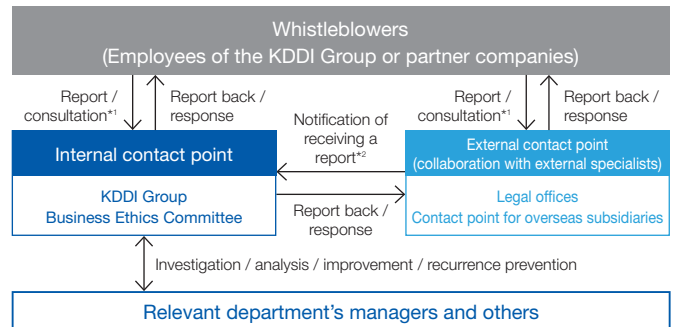 Whistleblowers
(Employees of the KDDI Group or partner companies)
Report /
consultation*1
Report back /
response
Report /
consultation*1
Report back /
response
Notification of
receiving a
report*2
Internal contact point
KDDI Group
Business Ethics Committee
External contact point
(collaboration with external specialists)
Legal offices
Contact point for overseas subsidiaries
Report back /
response
Investigation / analysis / improvement / recurrence prevention
Relevant department's managers and others